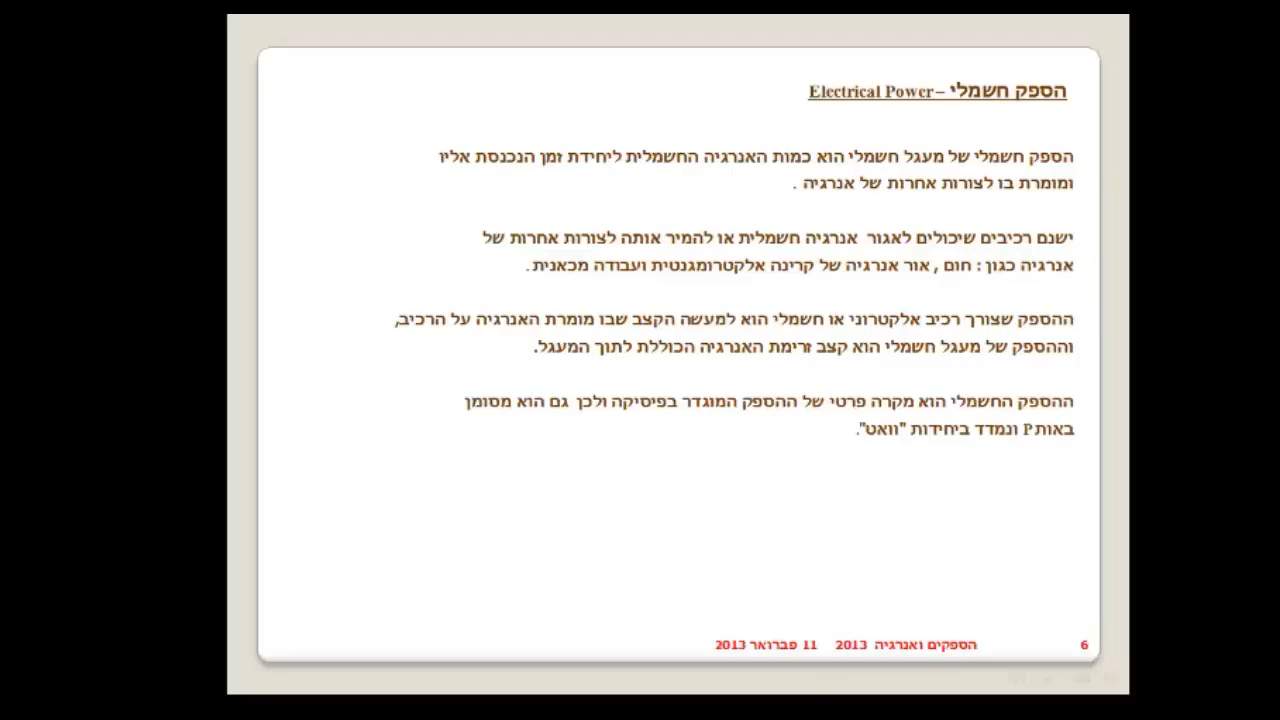 הספק חשמלי – Electrical Power
הספק חשמלי של מעגל חשמלי הוא כמות האנרגיה החשמלית ליחידת זמן הנכנסת אליו
ומומרת בו לצורות אחרות של אנרגיה .
ישנם רכיבים שיכולים לאגור אנרגיה חשמלית או להמיר אותה לצורות אחרות של
אנרגיה כגון : חום , אור אנרגיה של קרינה אלקטרומגנטית ועבודה מכאנית .
ההספק שצורך רכיב אלקטרוני או חשמלי הוא למעשה הקצב שבו מומרת האנרגיה על הרכיב,
וההספק של מעגל חשמלי הוא קצב זרימת האנרגיה הכוללת לתוך המעגל.
ההספק החשמלי הוא מקרה פרטי של ההספק המוגדר בפיסיקה ולכן גם הוא מסומן
באות P ונמדד ביחידות "וואט".
6 הספקים ואנרגיה 2013 11 פברואר 2013